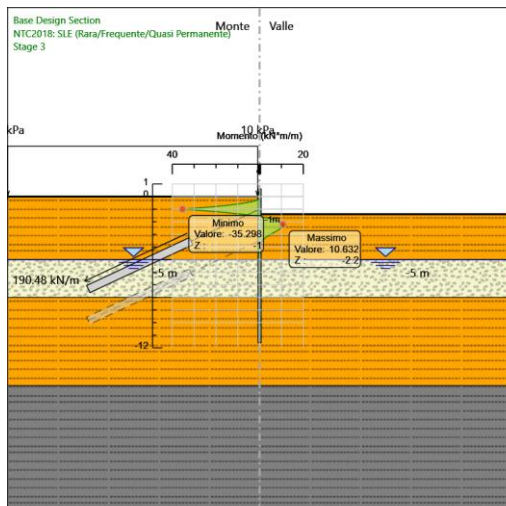 Base Design Section
NTC2018: SLE (Rara/Frequente/Quasi Permanente)
Stage 3
Monte
Valle
kPa
10 kPa
Momento (kN*m/m)
40
20
1
0
-1m
Minimo
Valore: -35.298
Z : -1
Massimo
Valore: 10.632
Z : -2.2
190.48 kN/m
-5 m
-5 m
-12